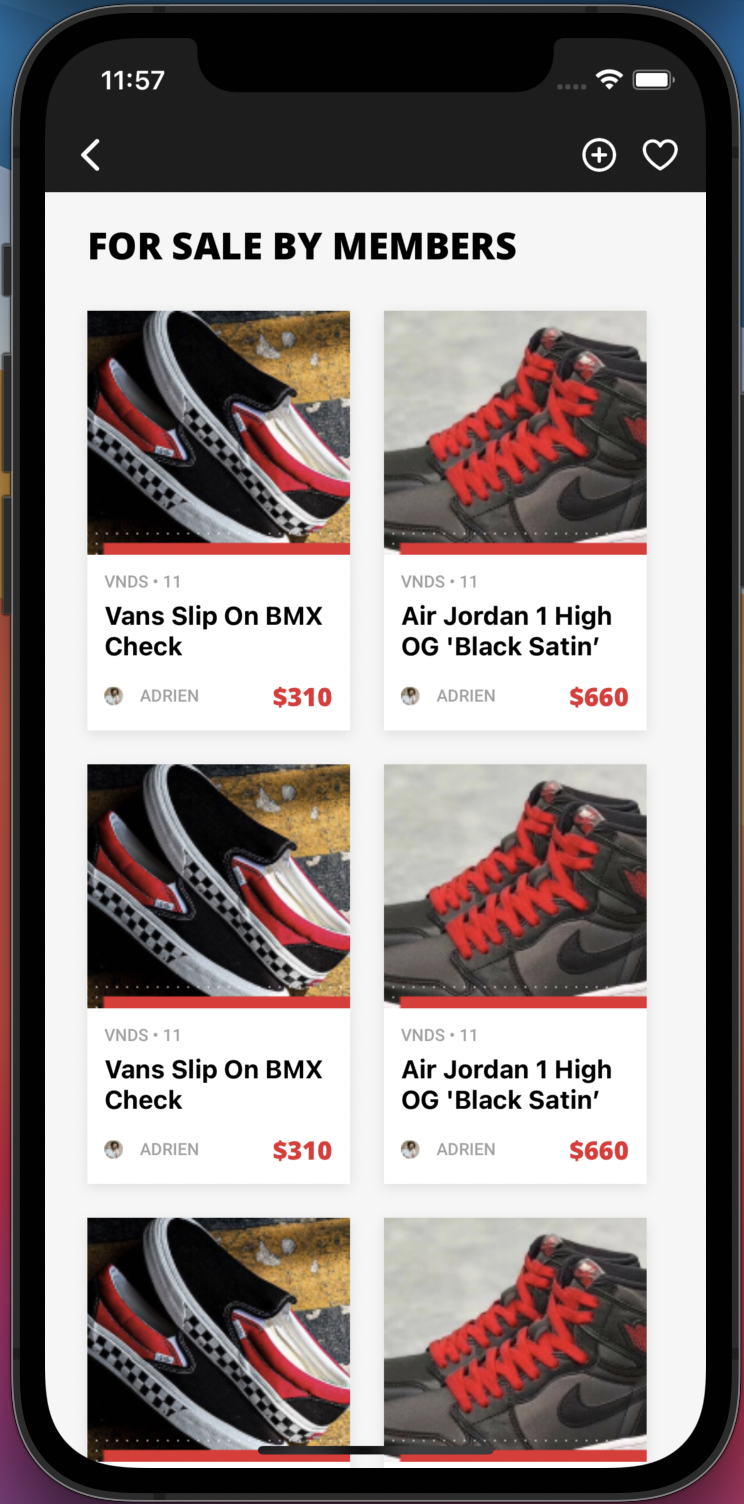 11:57
FOR SALE BY MEMBERS
VNDS • 11
Vans Slip On BMX
Check
ADRIEN $310
VNDS • 11
Air Jordan 1 High
OG 'Black Satin’
ADRIEN $660
VNDS • 11
Vans Slip On BMX
Check
ADRIEN $310
VNDS • 11
Air Jordan 1 High
OG 'Black Satin’
ADRIEN $660